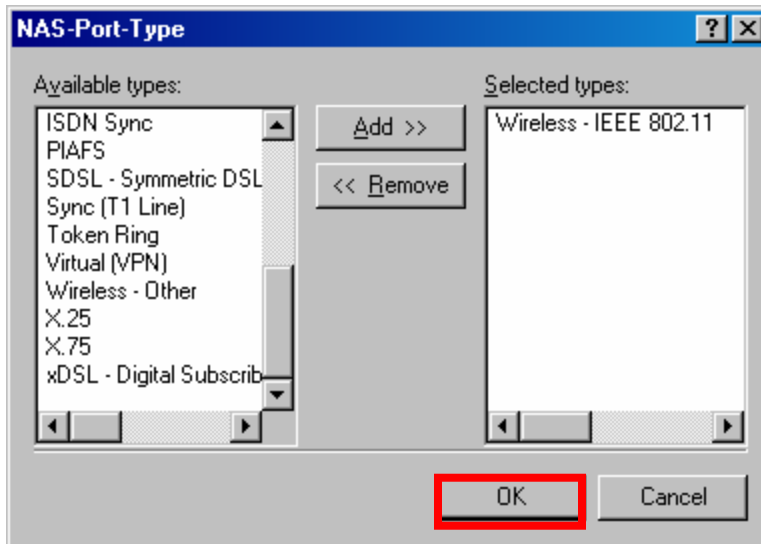 NAS-Port-Type
Available types:
ISDN Sync
PIAFS
SDSL - Symmetric DSL
Sync (T1 Line)
Token Ring
Virtual (VPN)
Wireless - Other
X.25
X.75
xDSL - Digital Subscrib
Add >>
<< Remove
Selected types:
Wireless - IEEE 802.11
OK
Cancel